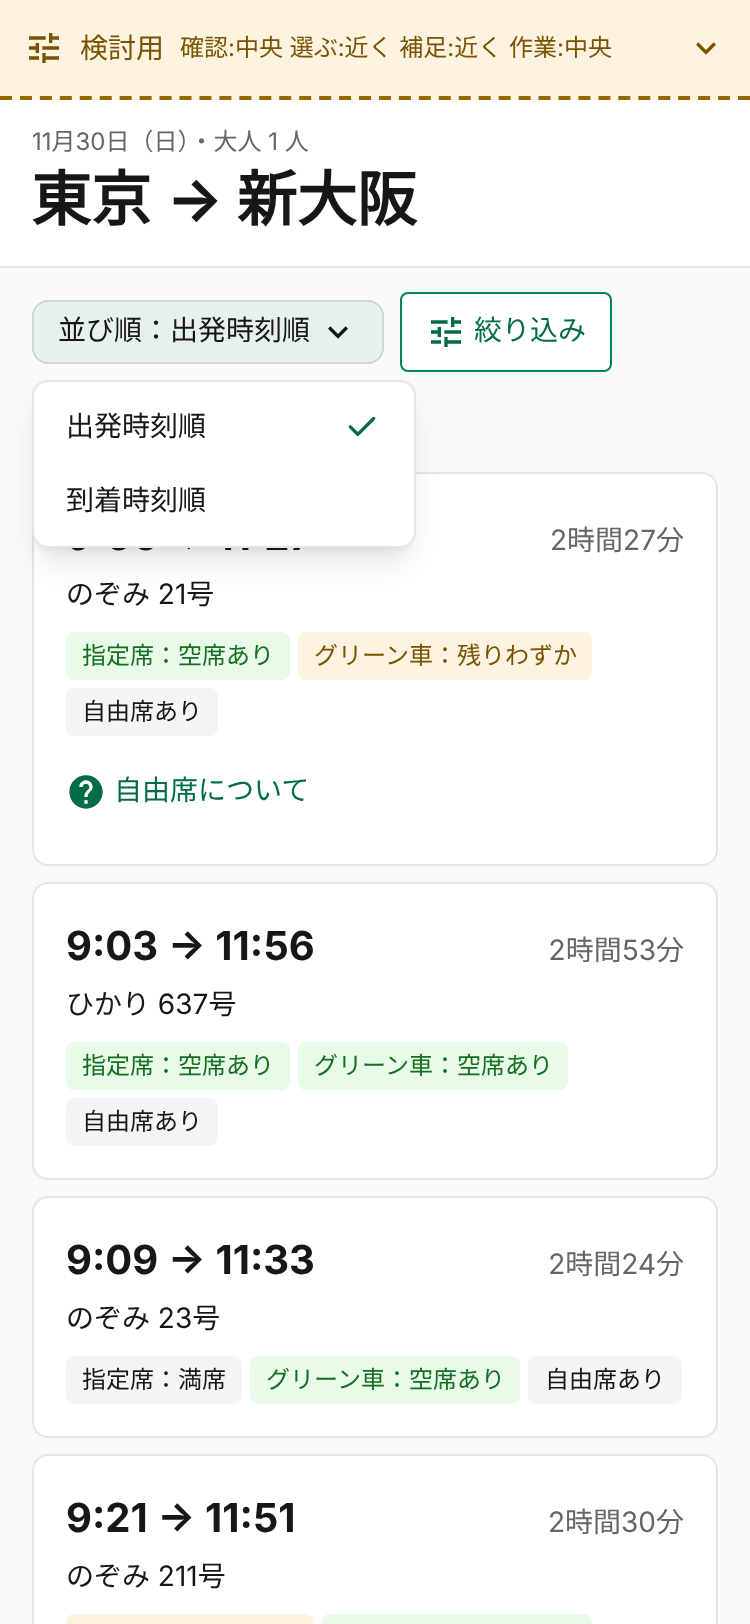 検討用 確認:中央 選ぶ:近く 補足:近く 作業:中央
11月30日（日）・大人 1 人
東京 → 新大阪
並び順：出発時刻順
絞り込み
出発時刻順
到着時刻順
2時間27分
のぞみ 21号
指定席：空席あり
グリーン車：残りわずか
自由席あり
自由席について
9:03 → 11:56
2時間53分
ひかり 637号
指定席：空席あり
グリーン車：空席あり
自由席あり
9:09 → 11:33
2時間24分
のぞみ 23号
指定席：満席
グリーン車：空席あり
自由席あり
9:21 → 11:51
2時間30分
のぞみ 211号